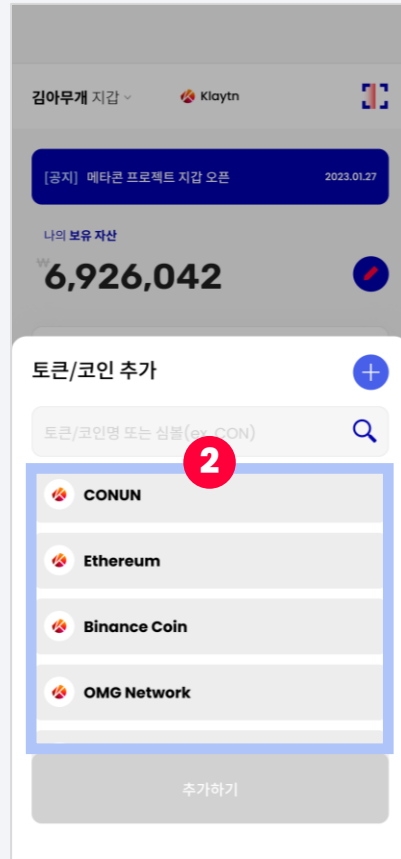 김아무개 지갑 Klaytn
[공지] 메타콘 프로젝트 지갑 오픈 2023.01.27
나의 보유 자산
₩6,926,042
토큰/코인 추가
토큰/코인명 또는 심볼(ex. CON)
2
CONUN
Ethereum
Binance Coin
OMG Network
추가하기